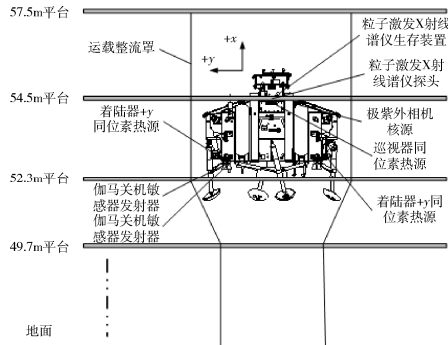 57.5m平台
运载整流罩
+x
+y
粒子激发X射线
谱仪生存装置
粒子激发X射
线谱仪探头
54.5m平台
着陆器+y
同位素热源
极紫外相机
核源
巡视器同
位素热源
52.3m平台
伽马关机敏
感器发射器
伽马关机敏
感器发射器
着陆器+y同
位素热源
49.7m平台
地面